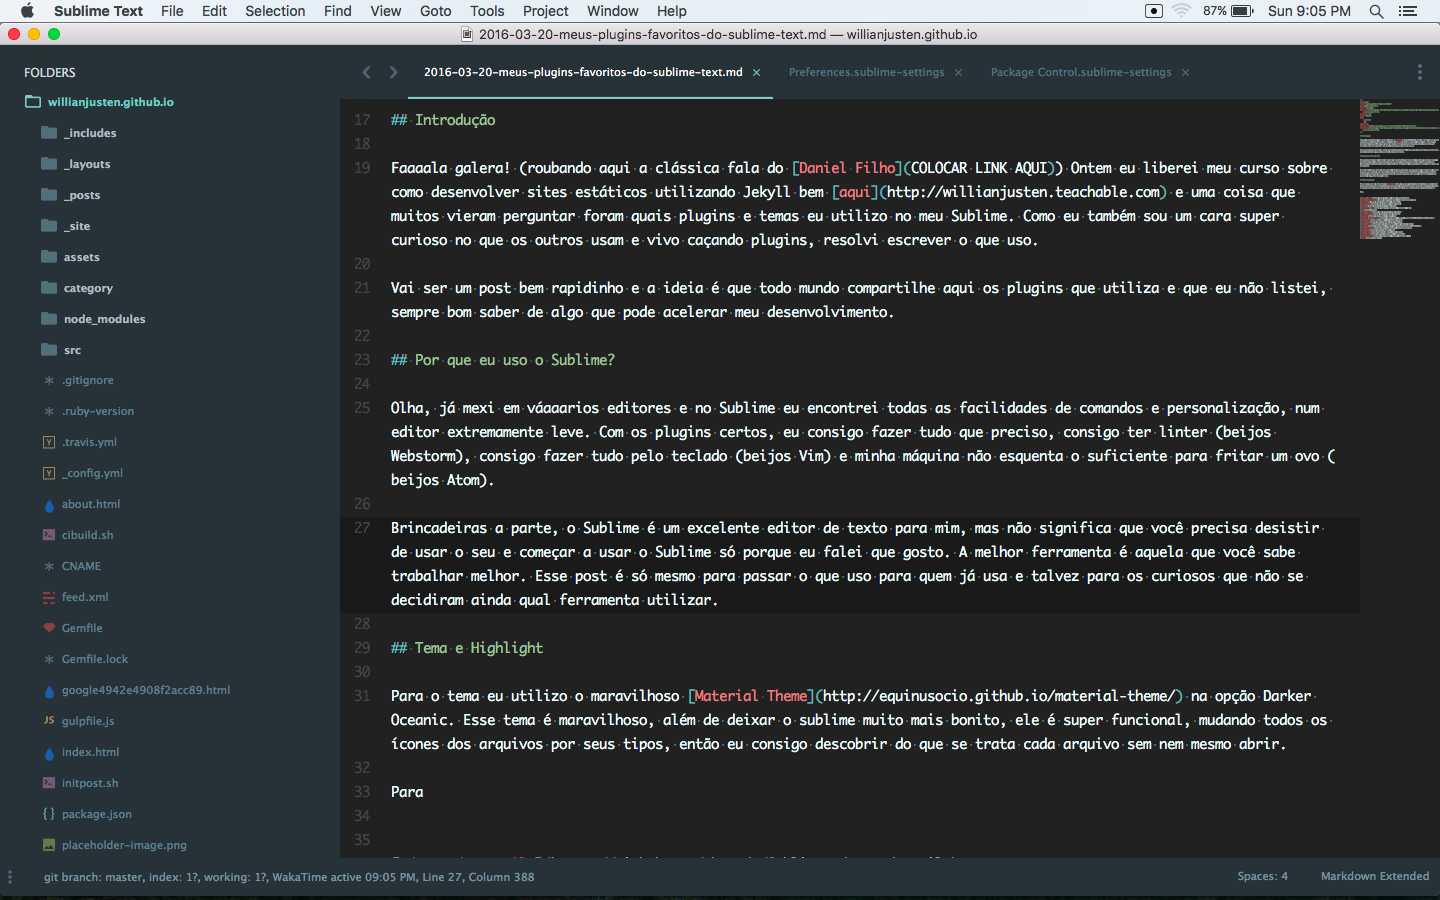 Sublime Text File Edit Selection Find View Goto Tools Project Window Help 87% Sun 9:05 PM
2016-03-20-meus-plugins-favoritos-do-sublime-text.md — willianjusten.github.io
FOLDERS
willianjusten.github.io
_includes
_layouts
_posts
_site
assets
category
node_modules
src
.gitignore
.ruby-version
.travis.yml
_config.yml
about.html
cibuild.sh
CNAME
feed.xml
Gemfile
Gemfile.lock
google4942e4908f2acc89.html
gulpfile.js
index.html
initpost.sh
package.json
placeholder-image.png
2016-03-20-meus-plugins-favoritos-do-sublime-text.md × Preferences.sublime-settings × Package Control.sublime-settings ×
17 ## Introdução
18
19 Faaaala galera! (roubando aqui a clássica fala do [Daniel Filho](COLOCAR LINK AQUI)) Ontem eu liberei meu curso sobre
como desenvolver sites estáticos utilizando Jekyll bem [aqui](http://willianjusten.teachable.com) e uma coisa que
muitos vieram perguntar foram quais plugins e temas eu utilizo no meu Sublime. Como eu também sou um cara super
curioso no que os outros usam e vivo caçando plugins, resolvi escrever o que uso.
20
21 Vai ser um post bem rapidinho e a ideia é que todo mundo compartilhe aqui os plugins que utiliza e que eu não listei,
sempre bom saber de algo que pode acelerar meu desenvolvimento.
22
23 ## Por que eu uso o Sublime?
24
25 Olha, já mexi em váaaarios editores e no Sublime eu encontrei todas as facilidades de comandos e personalização, num
editor extremamente leve. Com os plugins certos, eu consigo fazer tudo que preciso, consigo ter linter (beijos
Webstorm), consigo fazer tudo pelo teclado (beijos Vim) e minha máquina não esquenta o suficiente para fritar um ovo (
beijos Atom).
26
27 Brincadeiras a parte, o Sublime é um excelente editor de texto para mim, mas não significa que você precisa desistir
de usar o seu e começar a usar o Sublime só porque eu falei que gosto. A melhor ferramenta é aquela que você sabe
trabalhar melhor. Esse post é só mesmo para passar o que uso para quem já usa e talvez para os curiosos que não se
decidiram ainda qual ferramenta utilizar.
28
29 ## Tema e Highlight
30
31 Para o tema eu utilizo o maravilhoso [Material Theme](http://equinusocio.github.io/material-theme/) na opção Darker
Oceanic. Esse tema é maravilhoso, além de deixar o sublime muito mais bonito, ele é super funcional, mudando todos os
ícones dos arquivos por seus tipos, então eu consigo descobrir do que se trata cada arquivo sem nem mesmo abrir.
32
33 Para
34
35
git branch: master, index: 1?, working: 1?, WakaTime active 09:05 PM, Line 27, Column 388 Spaces: 4 Markdown Extended